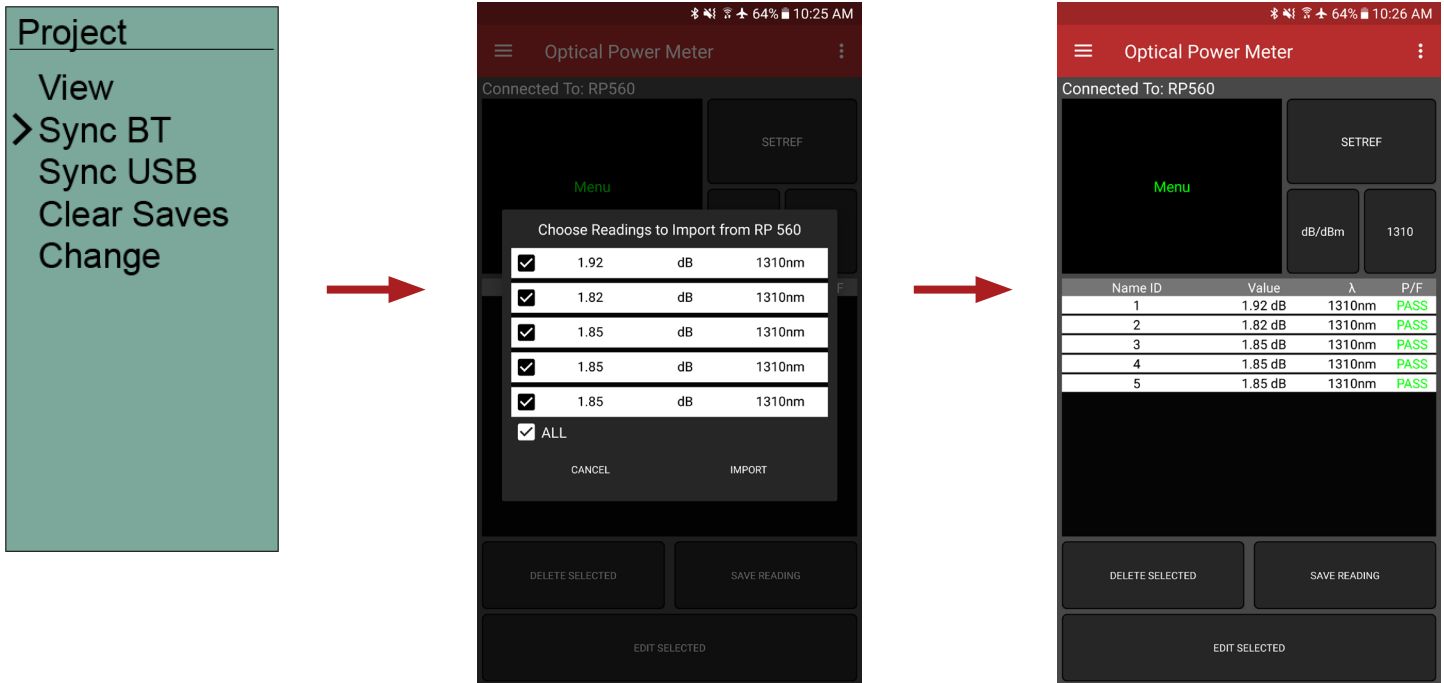 Project
View
Sync BT
Sync USB
Clear Saves
Change
64% 10:25 AM
Optical Power Meter
Connected To: RP560
SETREF
Menu
Choose Readings to Import from RP 560
1.92 dB 1310nm
1.82 dB 1310nm
1.85 dB 1310nm
1.85 dB 1310nm
1.85 dB 1310nm
ALL
CANCEL IMPORT
F
DELETE SELECTED SAVE READING
EDIT SELECTED
64% 10:26 AM
Optical Power Meter
Connected To: RP560
SETREF
Menu
dB/dBm 1310
Name ID Value λ P/F
1 1.92 dB 1310nm PASS
2 1.82 dB 1310nm PASS
3 1.85 dB 1310nm PASS
4 1.85 dB 1310nm PASS
5 1.85 dB 1310nm PASS
DELETE SELECTED SAVE READING
EDIT SELECTED